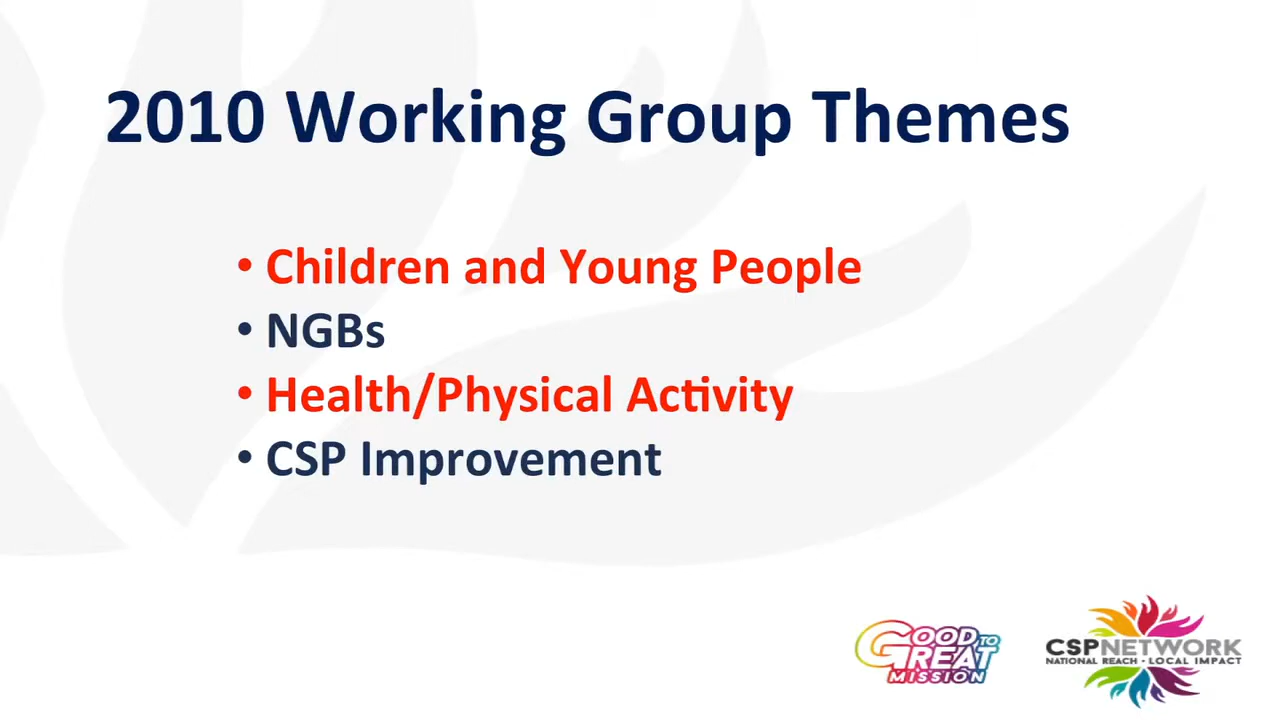 2010 Working Group Themes
• Children and Young People
• NGBs
• Health/Physical Activity
• CSP Improvement
GOOD TO
GREAT
MISSION
CSPNETWORK
NATIONAL REACH • LOCAL IMPACT